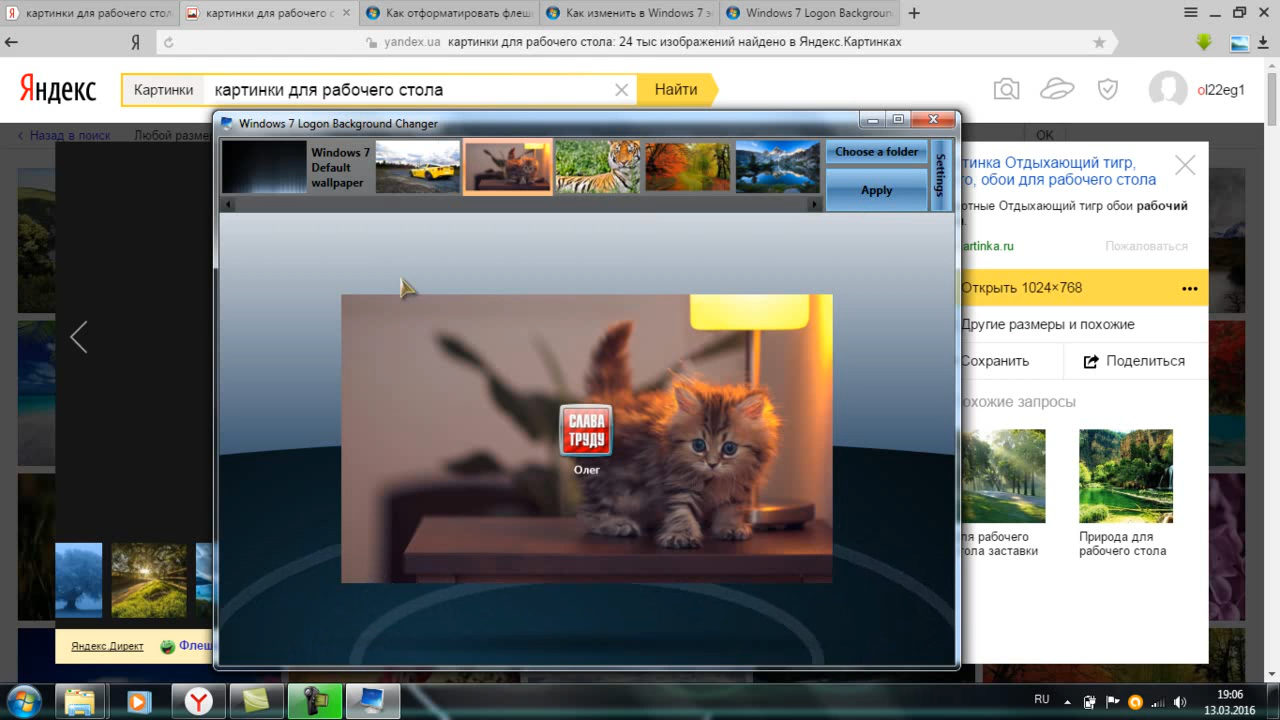 картинки для рабочего стол
картинки для рабочего с
Как отформатировать флеш
Как изменить в Windows 7 э
Windows 7 Logon Backgroun
Я
yandex.ua картинки для рабочего стола: 24 тыс изображений найдено в Яндекс.Картинках
Яндекс
Картинки
картинки для рабочего стола
Найти
ol22eg1
Назад в поиск
Любой разме
ОК
Windows 7 Logon Background Changer
Windows 7
Default
wallpaper
Choose a folder
Apply
Settings
СЛАВА
ТРУДУ
Олег
тинка Отдыхающий тигр,
го, обои для рабочего стола
отные Отдыхающий тигр обои рабочий
artinka.ru
Пожаловаться
Открыть 1024×768
Другие размеры и похожие
Сохранить
Поделиться
охожие запросы
ля рабочего
тола заставки
Природа для
рабочего стола
Яндекс.Директ
Флеш
RU
19:06
13.03.2016